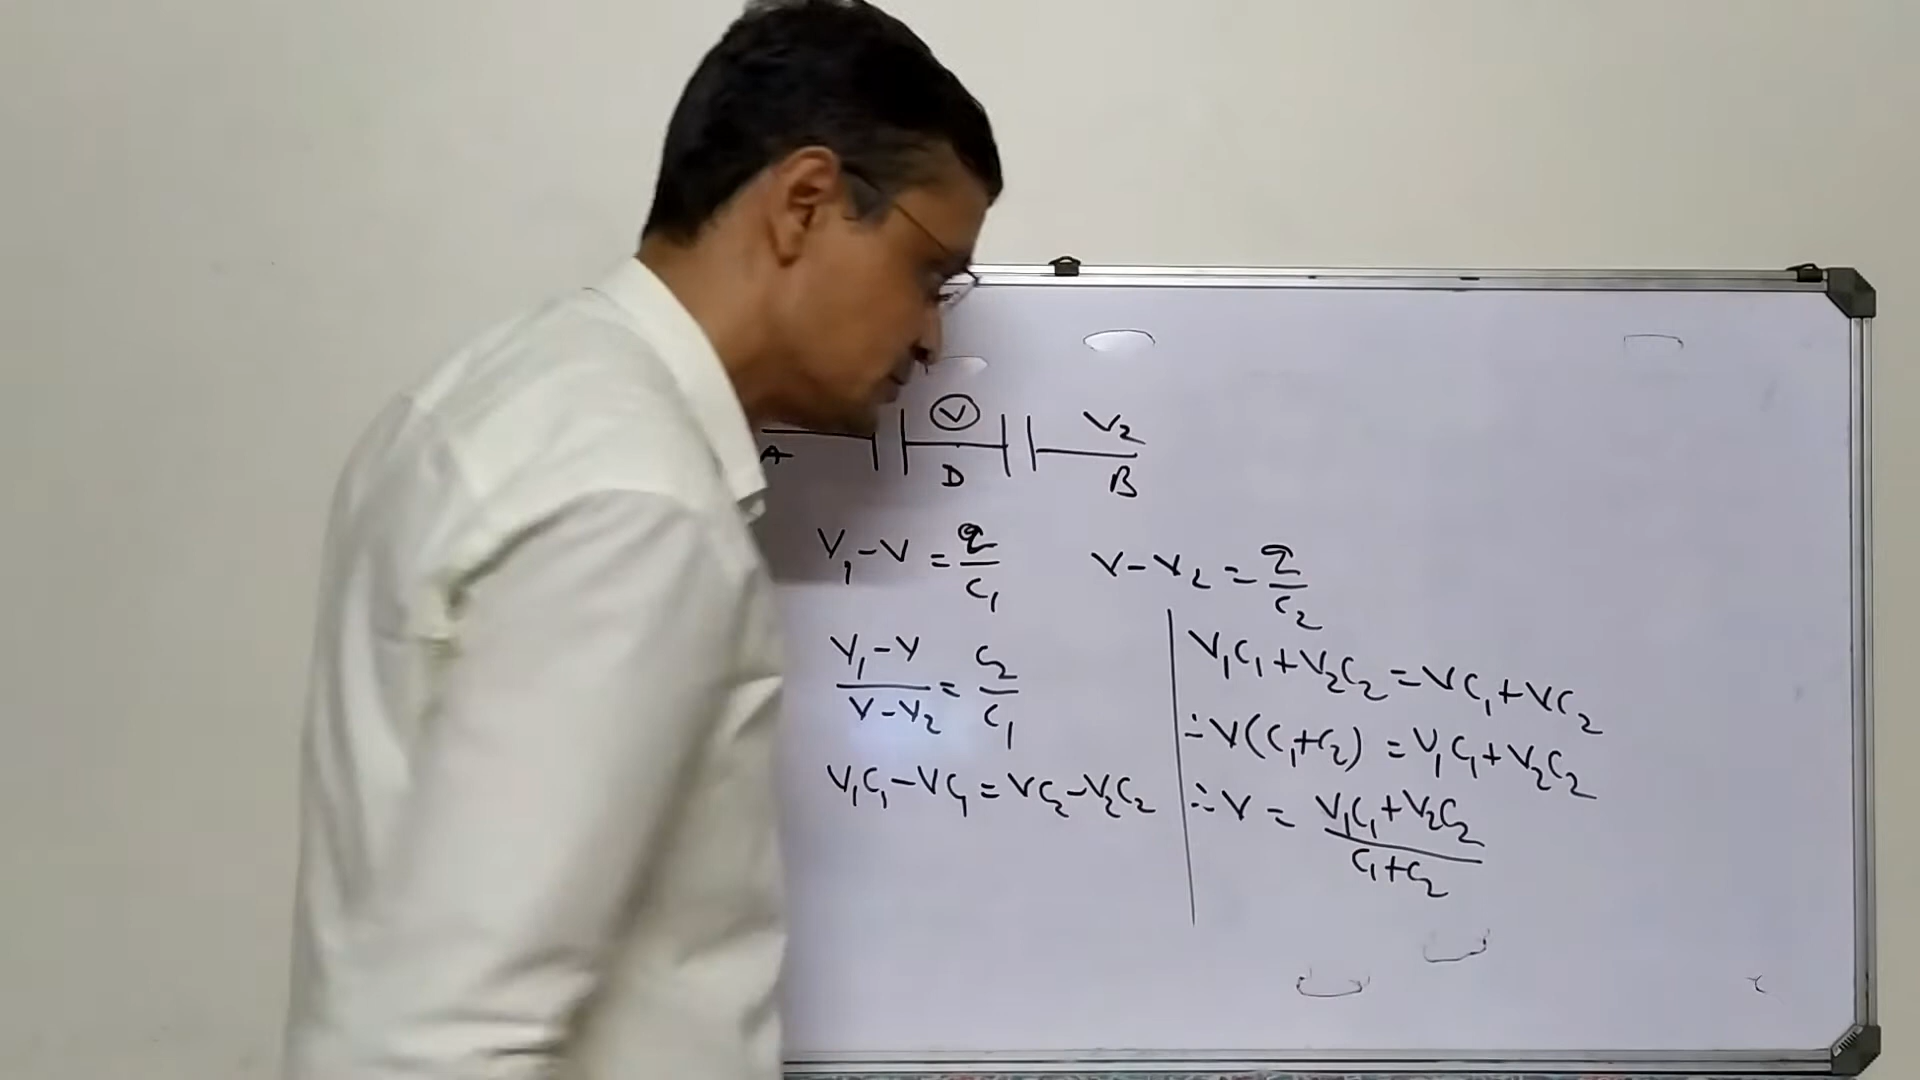 V V₂
A D B
V₁-V = q/C₁ V-V₂ = q/C₂
(V₁-V)/(V-V₂) = C₂/C₁
V₁C₁-VC₁ = VC₂-V₂C₂
V₁C₁+V₂C₂ = VC₁+VC₂
∴ V(C₁+C₂) = V₁C₁+V₂C₂
∴ V = (V₁C₁+V₂C₂)/(C₁+C₂)